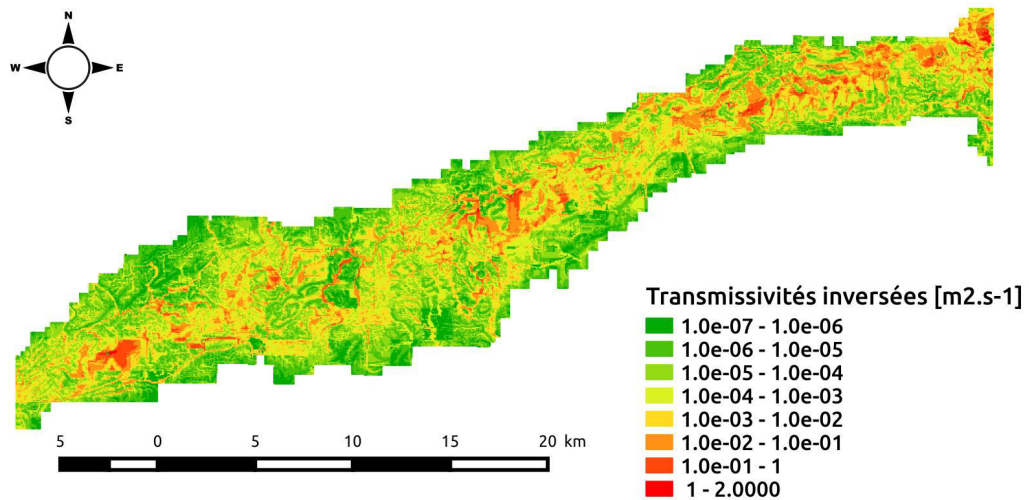 N
W E
S
Transmissivités inversées [m2.s-1]
1.0e-07 - 1.0e-06
1.0e-06 - 1.0e-05
1.0e-05 - 1.0e-04
1.0e-04 - 1.0e-03
1.0e-03 - 1.0e-02
1.0e-02 - 1.0e-01
1.0e-01 - 1
1 - 2.0000
5 0 5 10 15 20 km